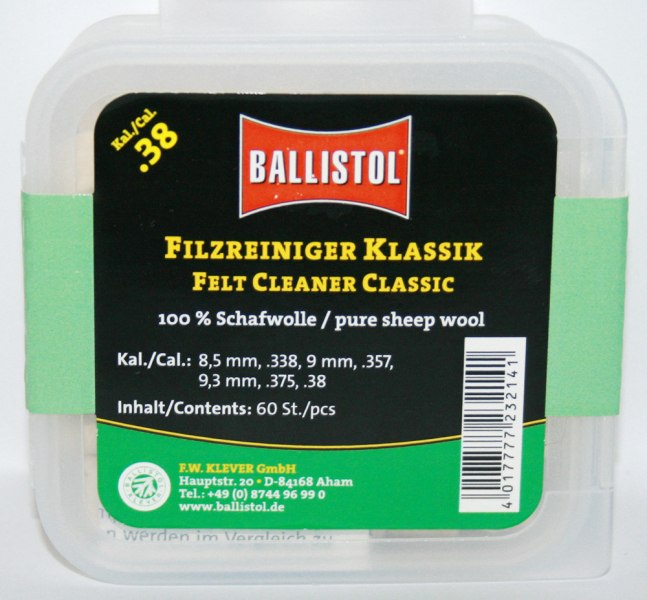 Kal./Cal.
.38
BALLISTOL®
FILZREINIGER KLASSIK
FELT CLEANER CLASSIC
100 % Schafwolle / pure sheep wool
Kal./Cal.: 8,5 mm, .338, 9 mm, .357,
9,3 mm, .375, .38
Inhalt/Contents: 60 St./pcs
4 017777 232141
BALLISTOL
KLEVER
F.W. KLEVER GmbH
Hauptstr. 20 • D-84168 Aham
Tel.: +49 (0) 8744 96 99 0
www.ballistol.de
werden im Vergleich zu